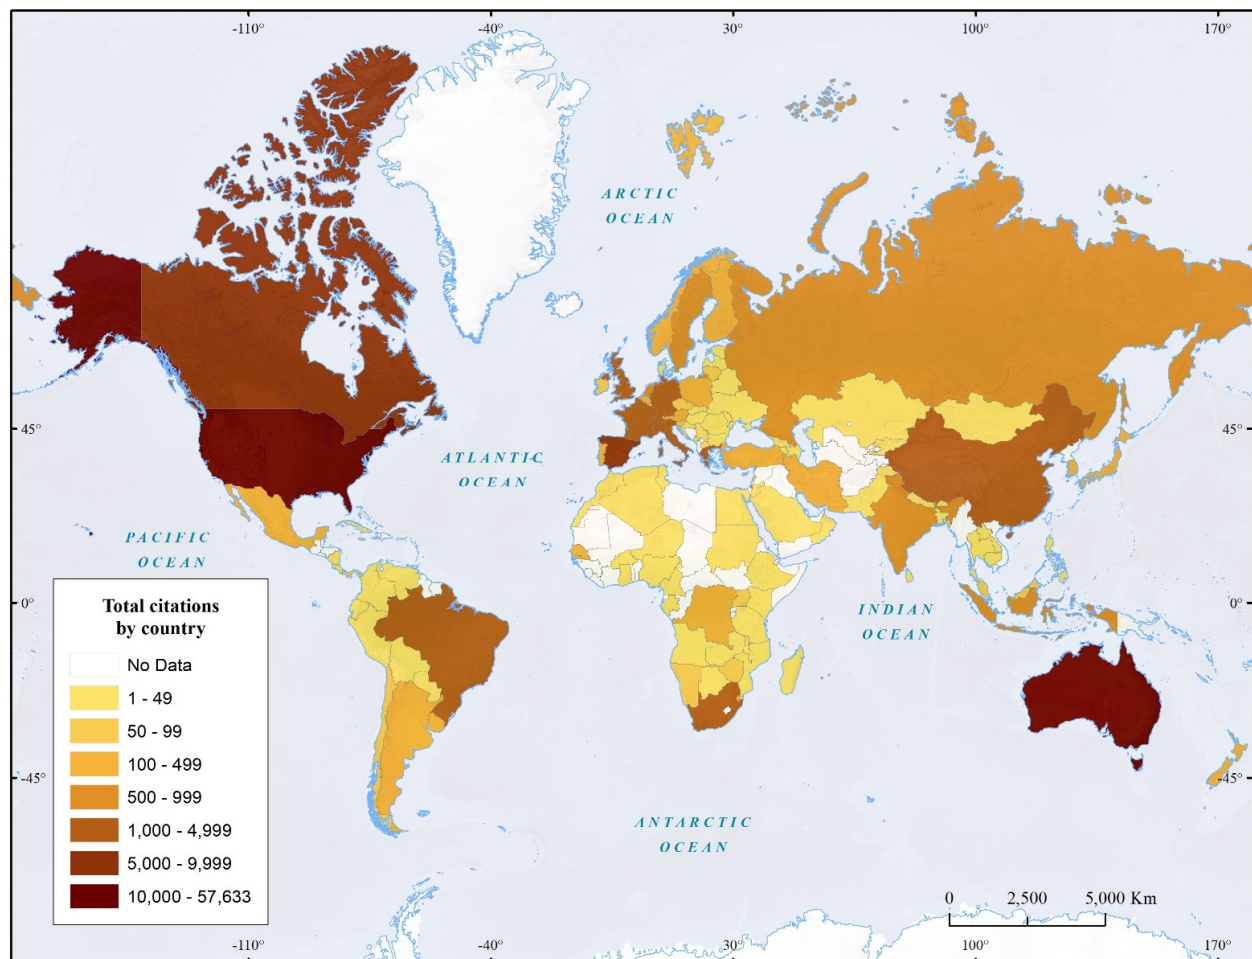 -110° -40° 30° 100° 170°
ARCTIC
OCEAN
45° 45°
ATLANTIC
OCEAN
PACIFIC
OCEAN
Total citations
by country
No Data
1 - 49
50 - 99
100 - 499
500 - 999
1,000 - 4,999
5,000 - 9,999
10,000 - 57,633
0° 0°
INDIAN
OCEAN
-45° -45°
ANTARCTIC
OCEAN
0 2,500 5,000 Km
-110° -40° 30° 100° 170°